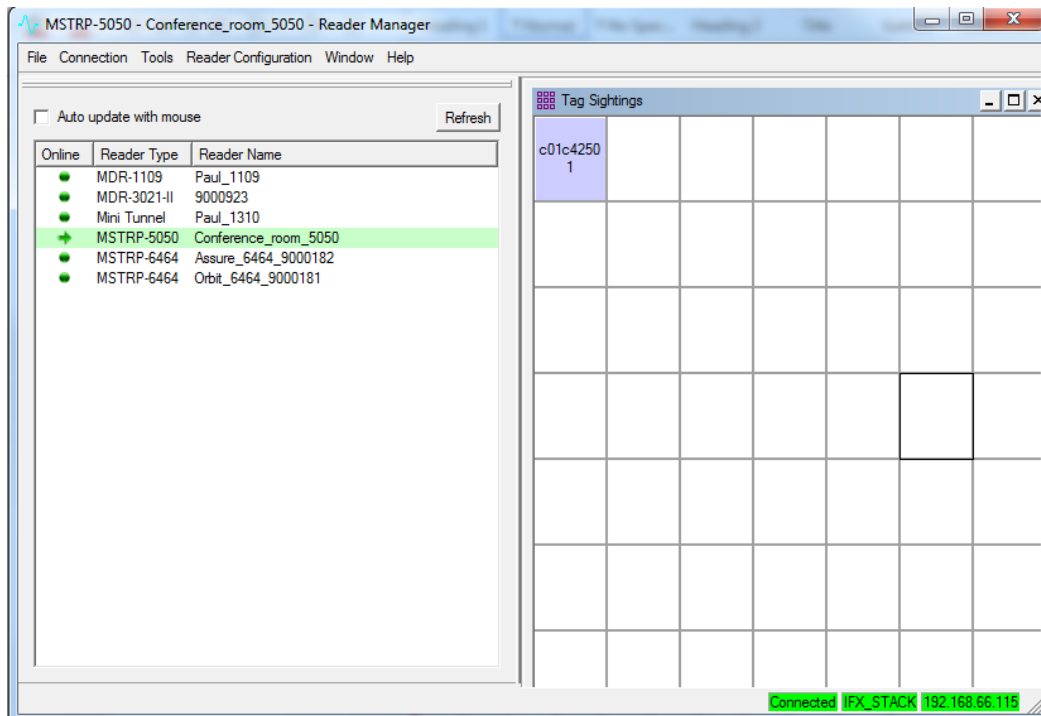 MSTRP-5050 - Conference_room_5050 - Reader Manager
File Connection Tools Reader Configuration Window Help
Auto update with mouse Refresh
Online Reader Type Reader Name
MDR-1109 Paul_1109
MDR-3021-II 9000923
Mini Tunnel Paul_1310
MSTRP-5050 Conference_room_5050
MSTRP-6464 Assure_6464_9000182
MSTRP-6464 Orbit_6464_9000181
Tag Sightings
c01c4250
1
Connected IFX_STACK 192.168.66.115